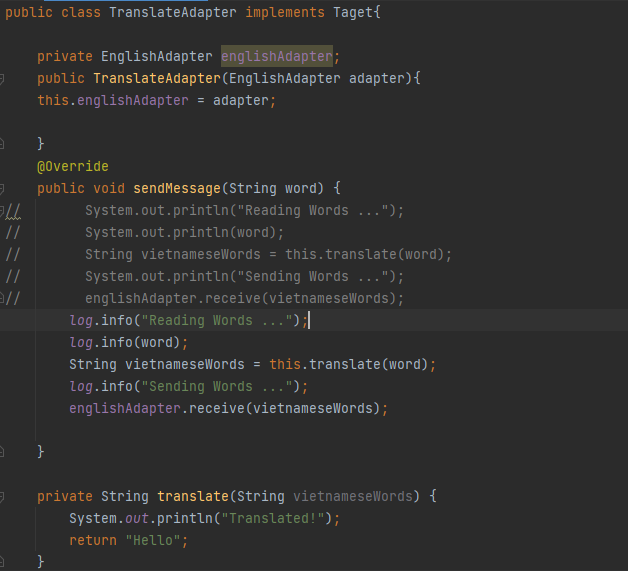 public class TranslateAdapter implements Taget{
private EnglishAdapter englishAdapter;
public TranslateAdapter(EnglishAdapter adapter){
this.englishAdapter = adapter;
}
@Override
public void sendMessage(String word) {
//        System.out.println("Reading Words ...");
//        System.out.println(word);
//        String vietnameseWords = this.translate(word);
//        System.out.println("Sending Words ...");
//        englishAdapter.receive(vietnameseWords);
log.info("Reading Words ...");
log.info(word);
String vietnameseWords = this.translate(word);
log.info("Sending Words ...");
englishAdapter.receive(vietnameseWords);
}
private String translate(String vietnameseWords) {
System.out.println("Translated!");
return "Hello";
}